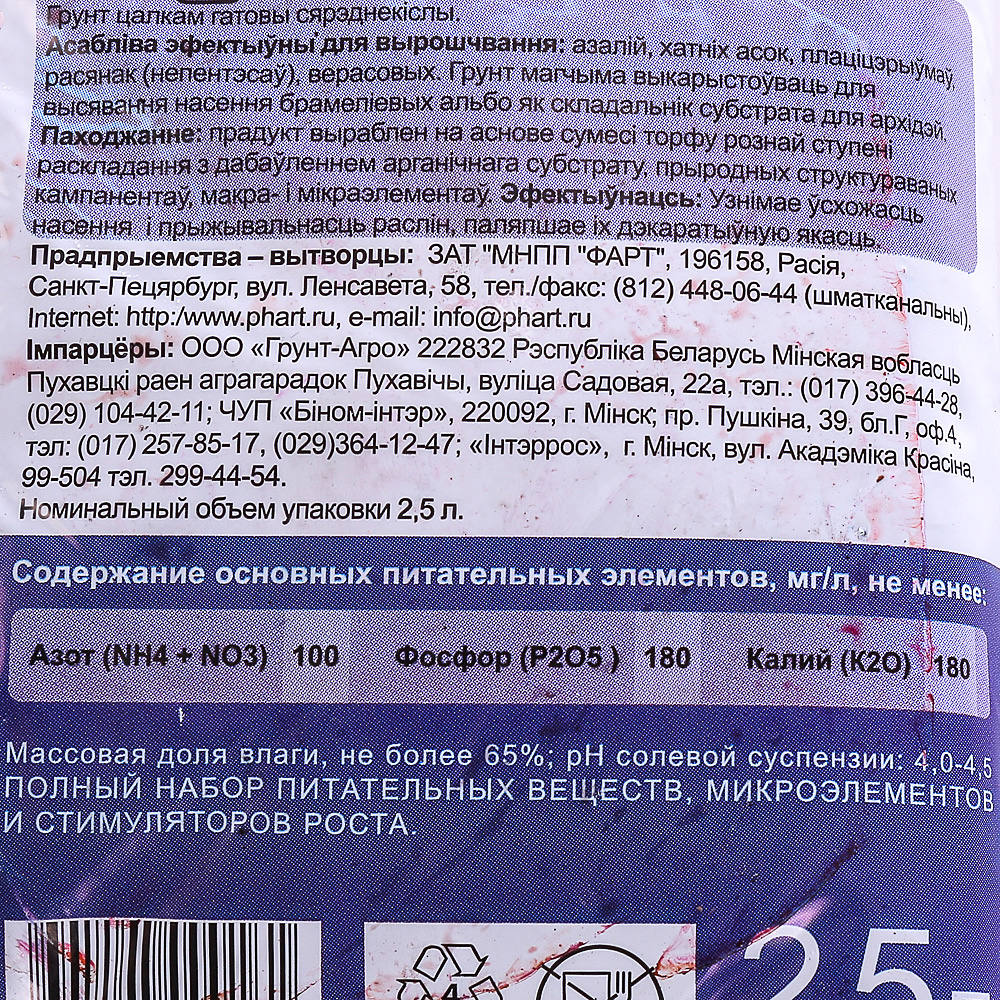 Грунт цалкам гатовы сярэднекіслы.
Асабліва эфектыўны для вырошчвання: азалій, хатніх асок, плаціцэрыўмаў,
расянак (непентэсаў), верасовых. Грунт магчыма выкарыстоўваць для
высявання насення брамеліевых альбо як складальнік субстрата для архідэй.
Паходжанне: прадукт выраблен на аснове сумесі торфу рознай ступені
раскладання з дабаўленнем арганічнага субстрату, прыродных структураваных
кампанентаў, макра- і мікраэлементаў. Эфектыўнацсь: Узнімае ўсхожасць
насення і прыжывальнасць раслін, паляпшае іх дэкаратыўную якасць.
Прадпрыемства – вытворцы: ЗАТ "МНПП "ФАРТ", 196158, Расія,
Санкт-Пецярбург, вул. Ленсавета, 58, тел./факс: (812) 448-06-44 (шматканальны),
Internet: http:/www.phart.ru, e-mail: info@phart.ru
Імпарцёры: ООО «Грунт-Агро» 222832 Рэспубліка Беларусь Мінская вобласць
Пухавцкі раен аграгарадок Пухавічы, вуліца Садовая, 22а, тэл.: (017) 396-44-28,
(029) 104-42-11; ЧУП «Біном-інтэр», 220092, г. Мінск; пр. Пушкіна, 39, бл.Г, оф.4,
тэл: (017) 257-85-17, (029)364-12-47; «Інтэррос», г. Мінск, вул. Акадэміка Красіна,
99-504 тэл. 299-44-54.
Номинальный объем упаковки 2,5 л.
Содержание основных питательных элементов, мг/л, не менее:
Азот (NH4 + NO3) 100 Фосфор (P2O5 ) 180 Калий (K2O) 180
Массовая доля влаги, не более 65%; pH солевой суспензии: 4,0-4,5
ПОЛНЫЙ НАБОР ПИТАТЕЛЬНЫХ ВЕЩЕСТВ, МИКРОЭЛЕМЕНТОВ
И СТИМУЛЯТОРОВ РОСТА.
4
2,5